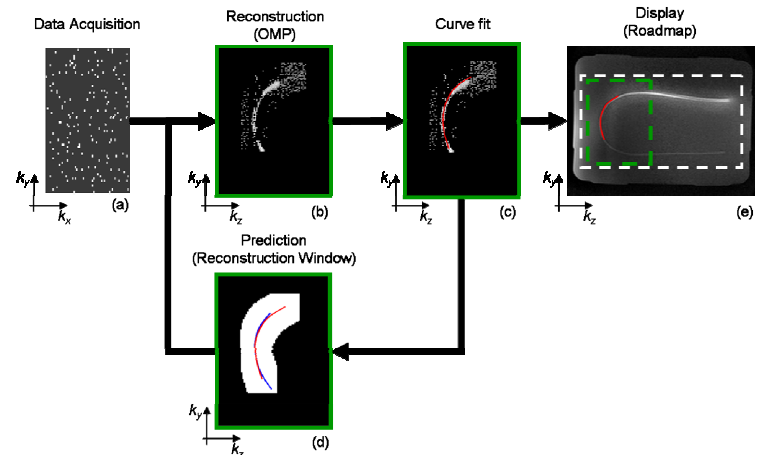 Data Acquisition
Reconstruction
(OMP)
Curve fit
Display
(Roadmap)
ky
kx
(a)
ky
kz
(b)
ky
kz
(c)
ky
kz
(e)
Prediction
(Reconstruction Window)
ky
kz
(d)